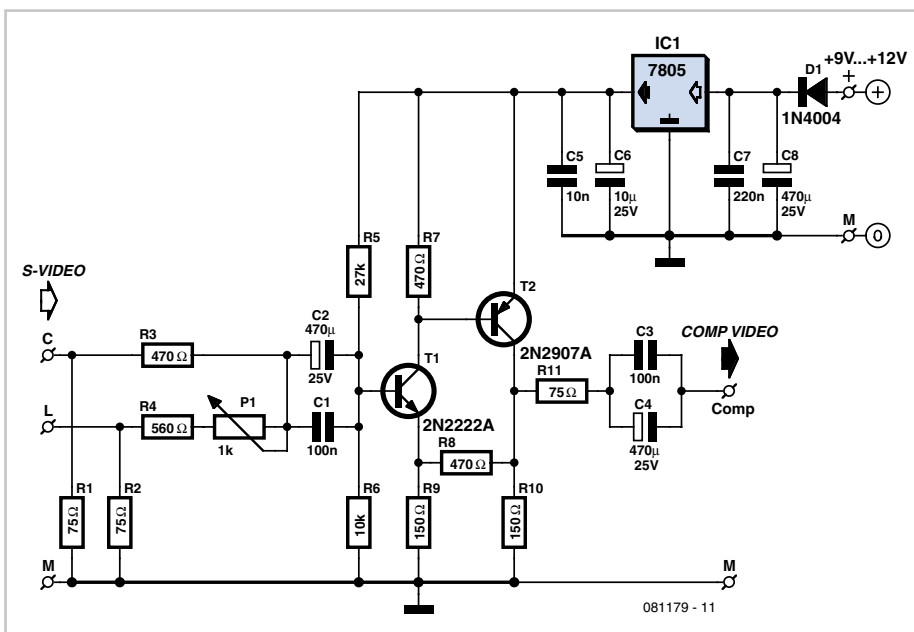 IC1
7805
+9V...+12V
D1
+
1N4004
C5
10n
C6
10µ
25V
C7
220n
C8
470µ
25V
M
0
R5
27k
R7
470Ω
S-VIDEO
T2
C2
470µ
25V
C
R3
470Ω
T1
2N2907A
C3
100n
COMP VIDEO
R11
75Ω
L
R4
560Ω
P1
1k
C1
100n
2N2222A
C4
470µ
25V
Comp
R8
470Ω
R1
75Ω
R2
75Ω
R6
10k
R9
150Ω
R10
150Ω
M
M
081179 - 11